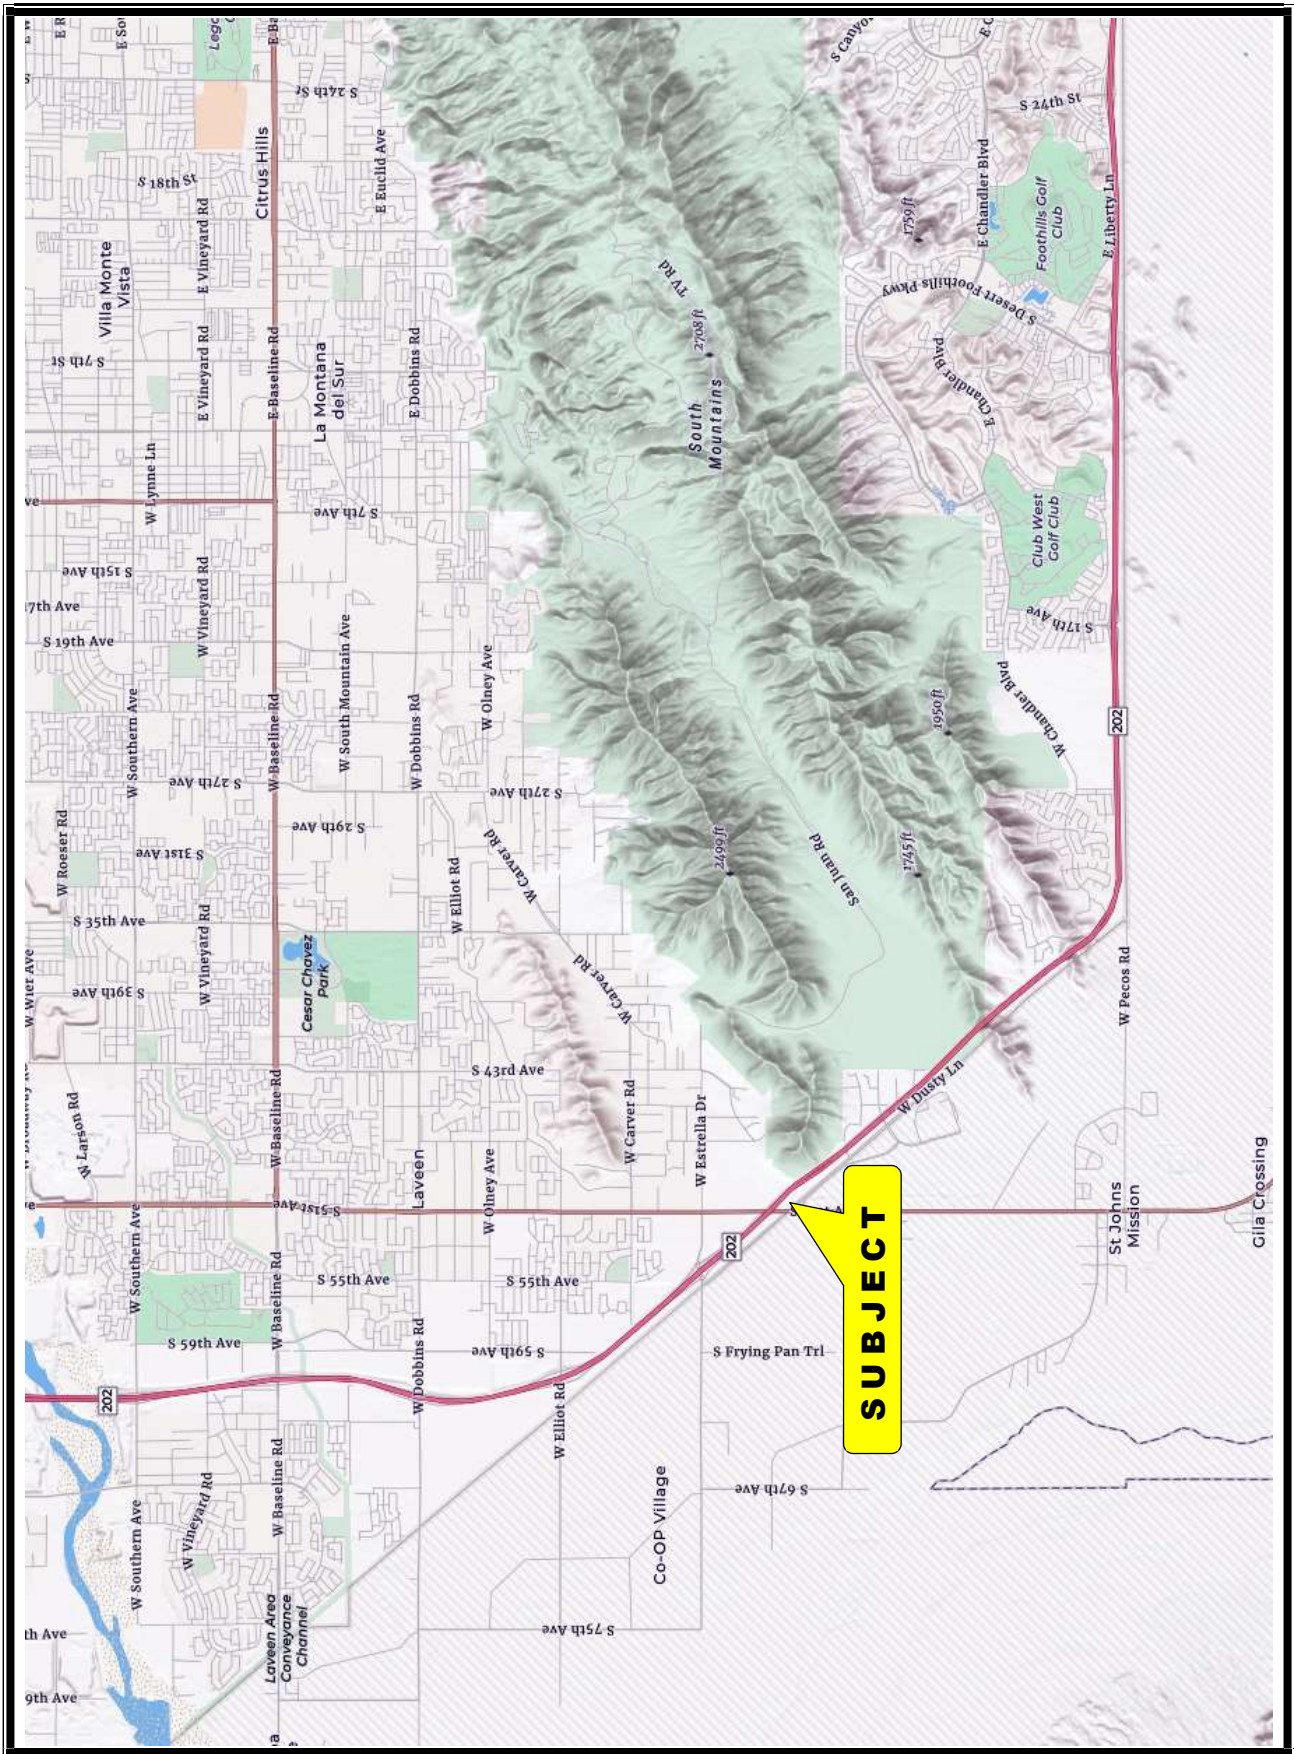 S 24th St
Citrus Hills
S 18th St
E Euclid Ave
E Vineyard Rd
Villa Monte
Vista
S 7th St
E Vineyard Rd
E Baseline Rd
La Montana
del Sur
E Dobbins Rd
W Lynne Ln
S 7th Ave
S 15th Ave
17th Ave
S 19th Ave
W Vineyard Rd
W South Mountain Ave
W Olney Ave
W Southern Ave
W Baseline Rd
W Dobbins Rd
S 27th Ave
S 27th Ave
S 29th Ave
W Roeser Rd
S 31st Ave
S 35th Ave
W Vineyard Rd
W Elliot Rd
W Carver Rd
W Wier Ave
S 39th Ave
Cesar Chavez
Park
W Carver Rd
S 43rd Ave
W Larson Rd
W Baseline Rd
W Carver Rd
W Estrella Dr
Laveen
W Olney Ave
S 51st Ave
W Southern Ave
W Baseline Rd
S 55th Ave
S 55th Ave
S 59th Ave
S 59th Ave
W Dobbins Rd
202
W Elliot Rd
W Baseline Rd
W Vineyard Rd
W Southern Ave
Laveen Area
Conveyance
Channel
th Ave
9th Ave
S 75th Ave
Co-OP Village
S 67th Ave
S Frying Pan Trl
202
SUBJECT
St Johns
Mission
Gila Crossing
W Dusty Ln
W Pecos Rd
202
San Juan Rd
2499 ft
1745 ft
1950 ft
W Chandler Blvd
S 17th Ave
Club West
Golf Club
South
Mountains
2708 ft
TV Rd
1759 ft
E Chandler Blvd
S Desert Foothills Pkwy
E Chandler Blvd
Foothills Golf
Club
E Liberty Ln
S 24th St